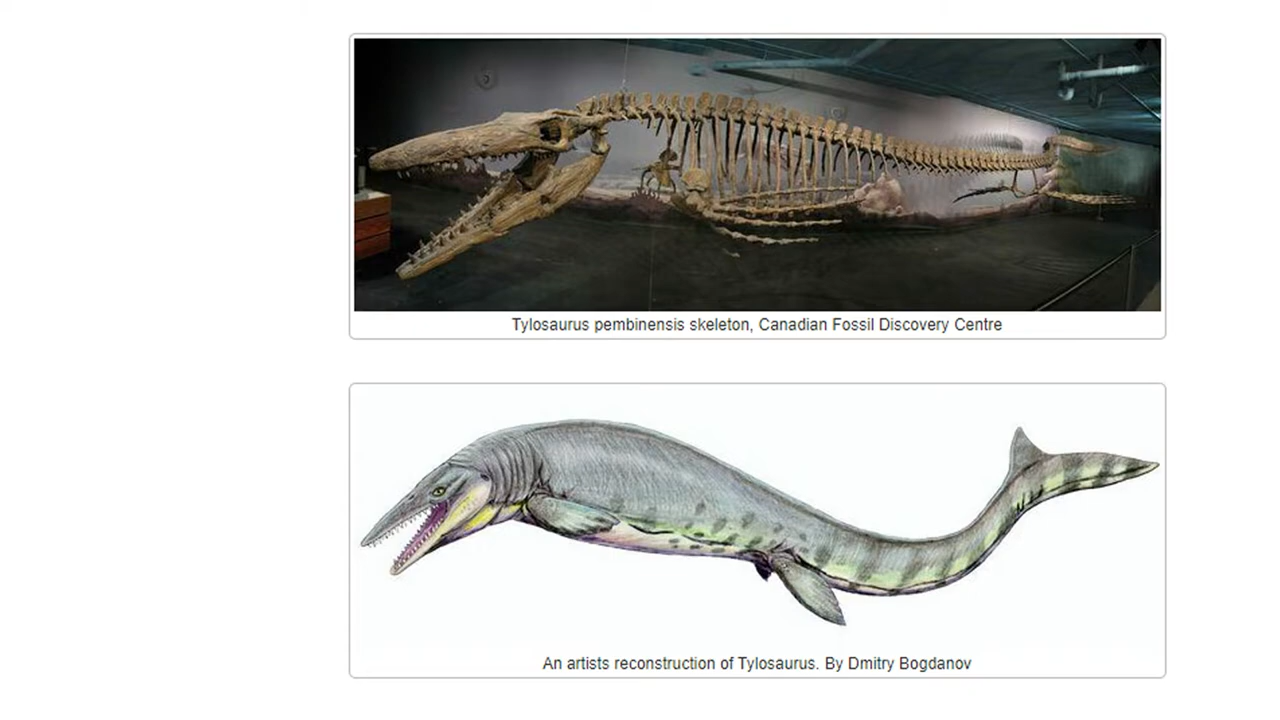 Tylosaurus pembinensis skeleton, Canadian Fossil Discovery Centre
An artists reconstruction of Tylosaurus. By Dmitry Bogdanov